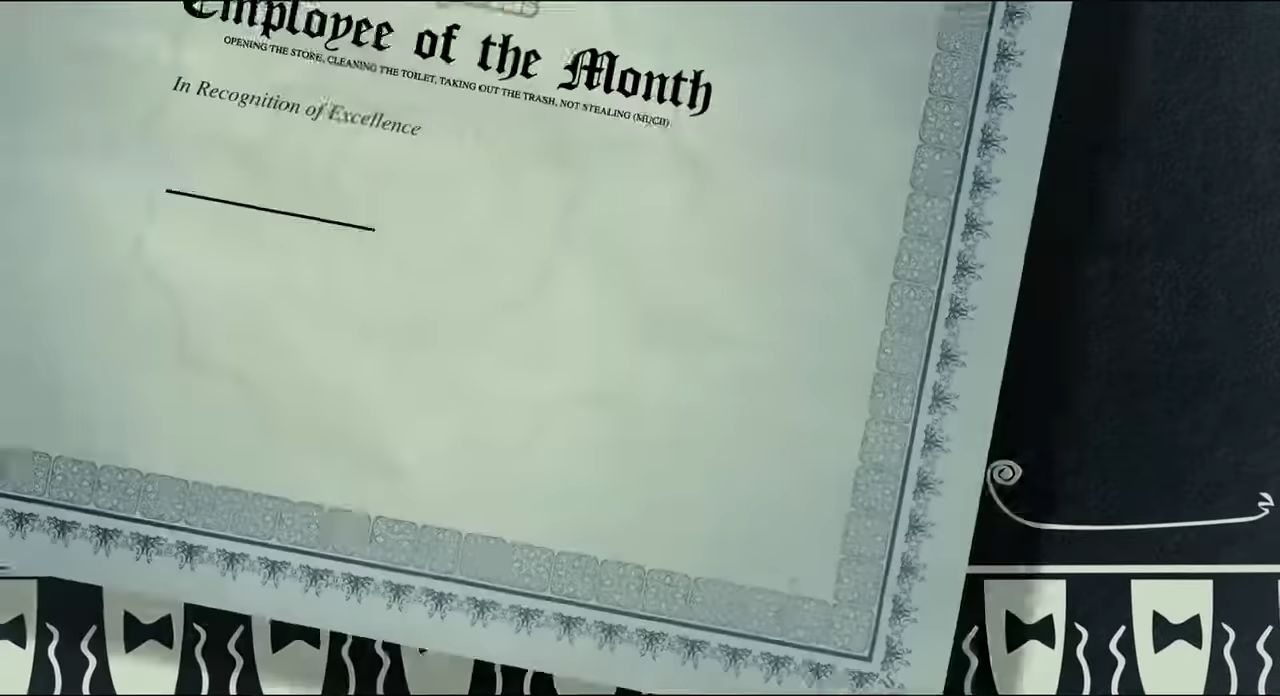 Employee of the Month
OPENING THE STORE, CLEANING THE TOILET, TAKING OUT THE TRASH, NOT STEALING (MUCH)
In Recognition of Excellence